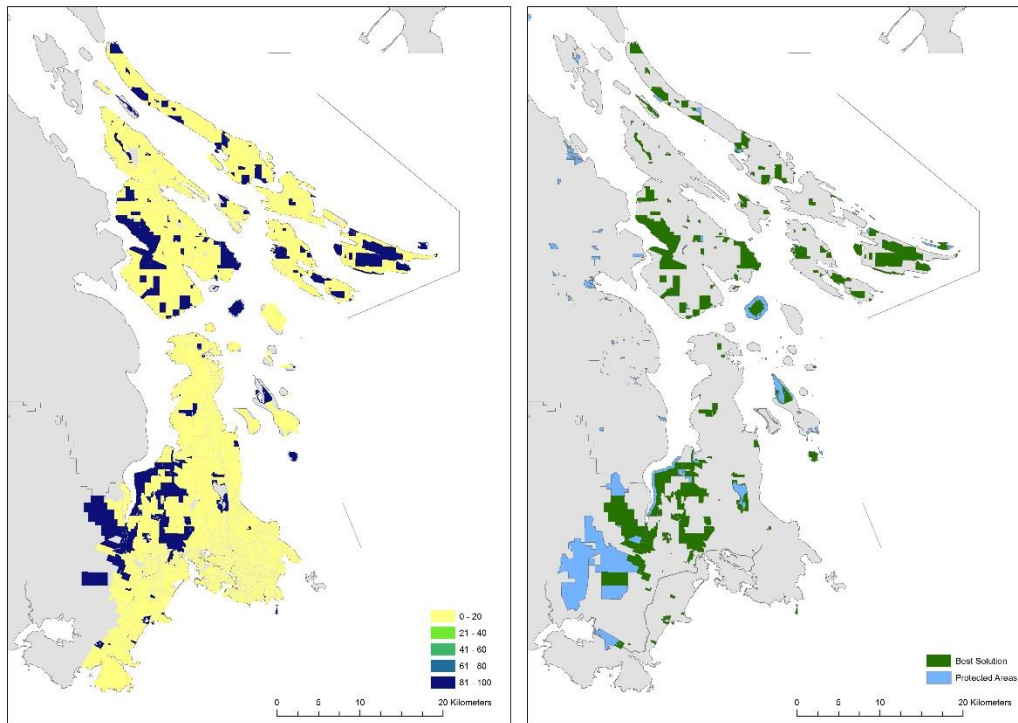 0 - 20
21 - 40
41 - 60
61 80
81 - 100
0 5 10 20 Kilometers
Bost Solution
Protected Areas
0 5 10 20 Kilometers